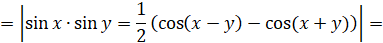 = |sin x · sin y = 1/2 (cos(x − y) − cos(x + y))| =